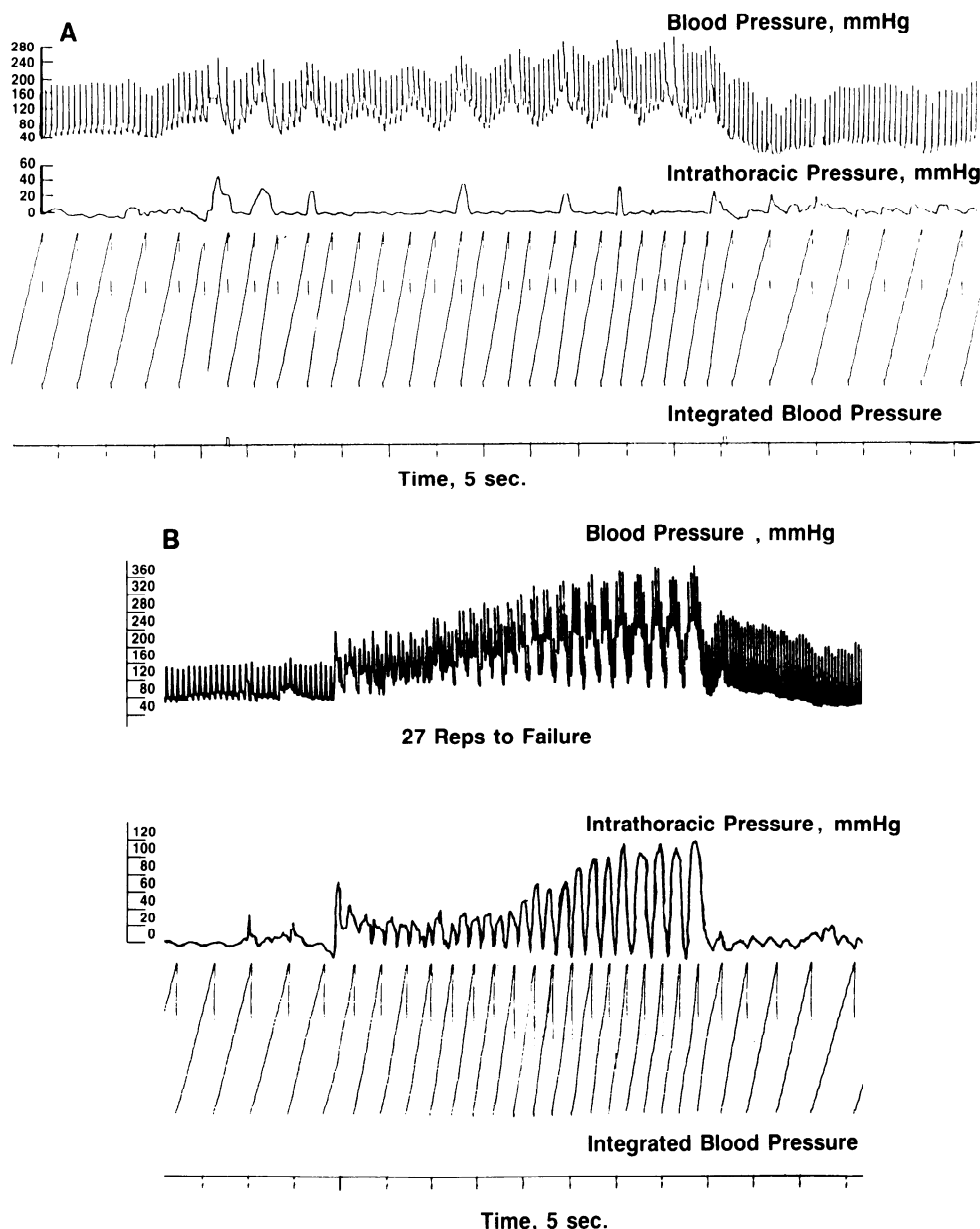 A
Blood Pressure, mmHg
280
240
200
160
120
80
40
Intrathoracic Pressure, mmHg
60
40
20
0
Integrated Blood Pressure
Time, 5 sec.
B
Blood Pressure , mmHg
360
320
280
240
200
160
120
80
40
27 Reps to Failure
Intrathoracic Pressure, mmHg
120
100
80
60
40
20
0
Integrated Blood Pressure
Time, 5 sec.